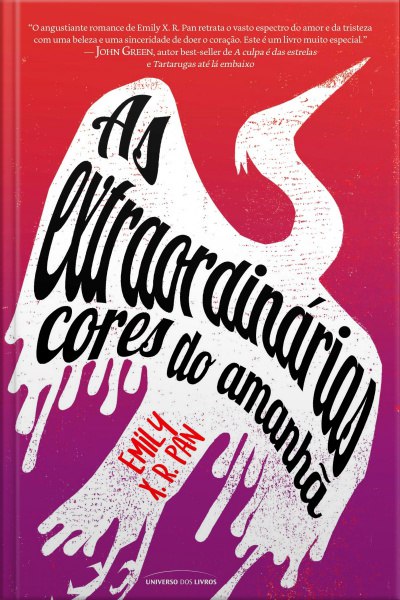 "O angustiante romance de Emily X. R. Pan retrata o vasto espectro do amor e da tristeza
com uma beleza e uma sinceridade de doer o coração. Este é um livro muito especial."
— John Green, autor best-seller de A culpa é das estrelas
e Tartarugas até lá embaixo
As
extraordinárias
cores do amanhã
EMILY
X. R. PAN
UNIVERSO DOS LIVROS